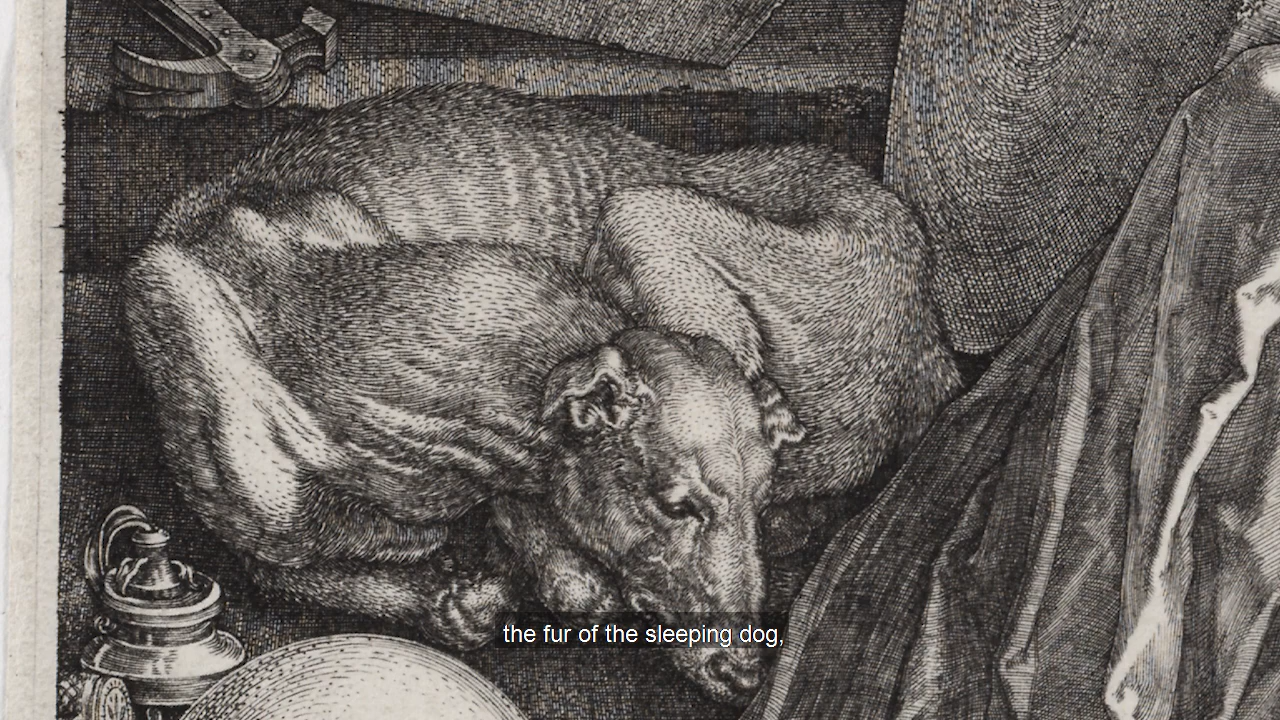 the fur of the sleeping dog,